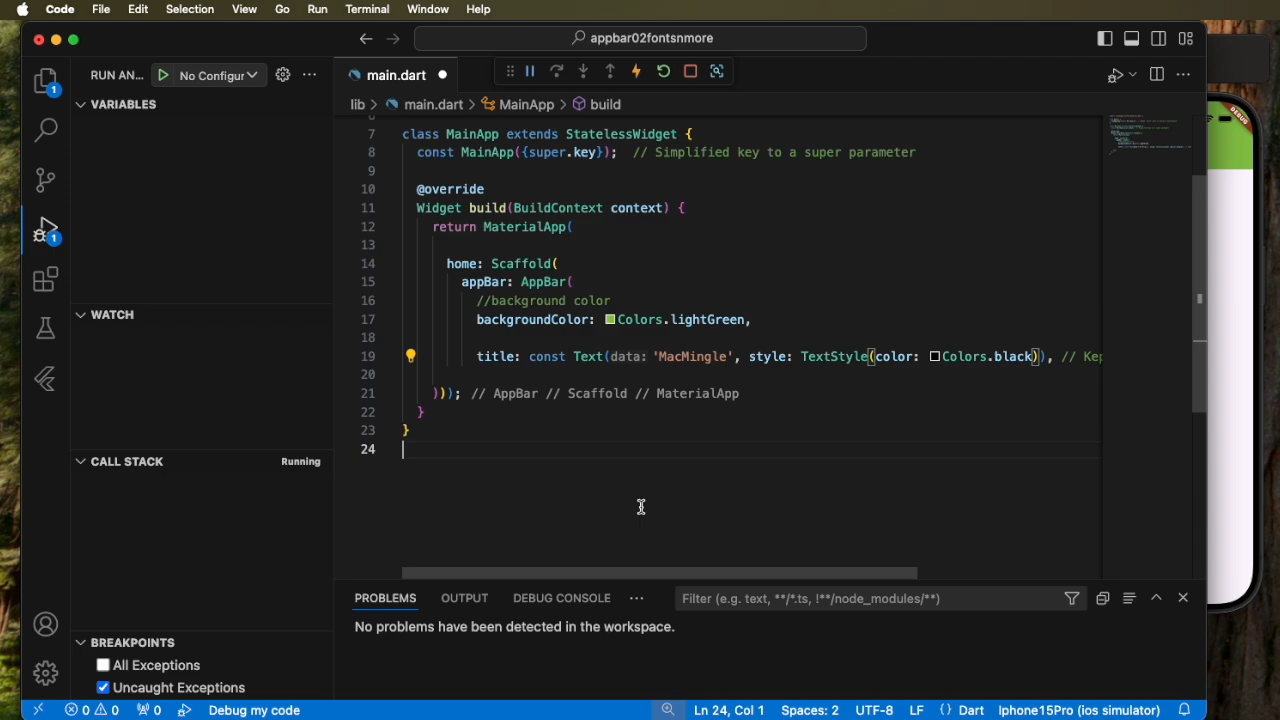 Code File Edit Selection View Go Run Terminal Window Help
appbar02fontsnmore
RUN AN... No Configur
main.dart
lib > main.dart > MainApp > build
VARIABLES
WATCH
CALL STACK Running
BREAKPOINTS
All Exceptions
Uncaught Exceptions
1
1
7 class MainApp extends StatelessWidget {
8 const MainApp({super.key}); // Simplified key to a super parameter
9
10 @override
11 Widget build(BuildContext context) {
12 return MaterialApp(
13
14 home: Scaffold(
15 appBar: AppBar(
16 //background color
17 backgroundColor: Colors.lightGreen,
18
19 title: const Text(data: 'MacMingle', style: TextStyle(color: Colors.black)), // Kep
20
21 ))); // AppBar // Scaffold // MaterialApp
22 }
23 }
24
DEBUG
PROBLEMS OUTPUT DEBUG CONSOLE ... Filter (e.g. text, **/*.ts, !**/node_modules/**)
No problems have been detected in the workspace.
0 0 0 Debug my code Ln 24, Col 1 Spaces: 2 UTF-8 LF {} Dart Iphone15Pro (ios simulator)